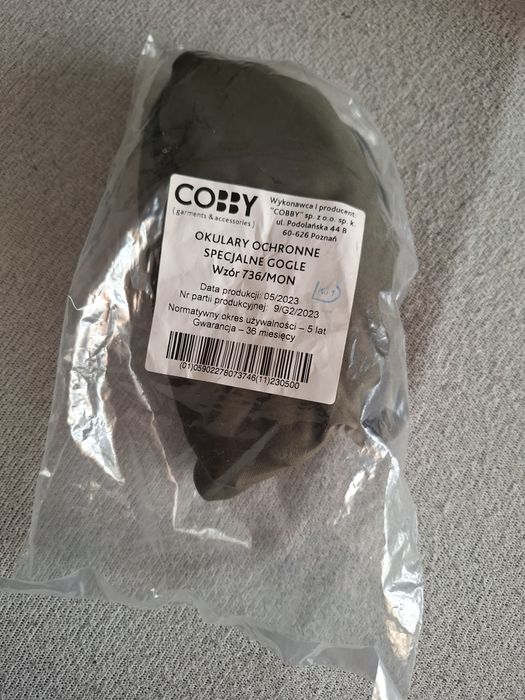 COBBY
( garments & accessories )
Wykonawca i producent:
"COBBY" sp. z o.o. sp. k.
ul. Podolańska 44 B
60-626 Poznań
OKULARY OCHRONNE
SPECJALNE GOGLE
Wzór 736/MON
Data produkcji: 05/2023
Nr partii produkcyjnej: 9/G2/2023
Normatywny okres używalności – 5 lat
Gwarancja – 36 miesięcy
(01)05902278073746(11)230500